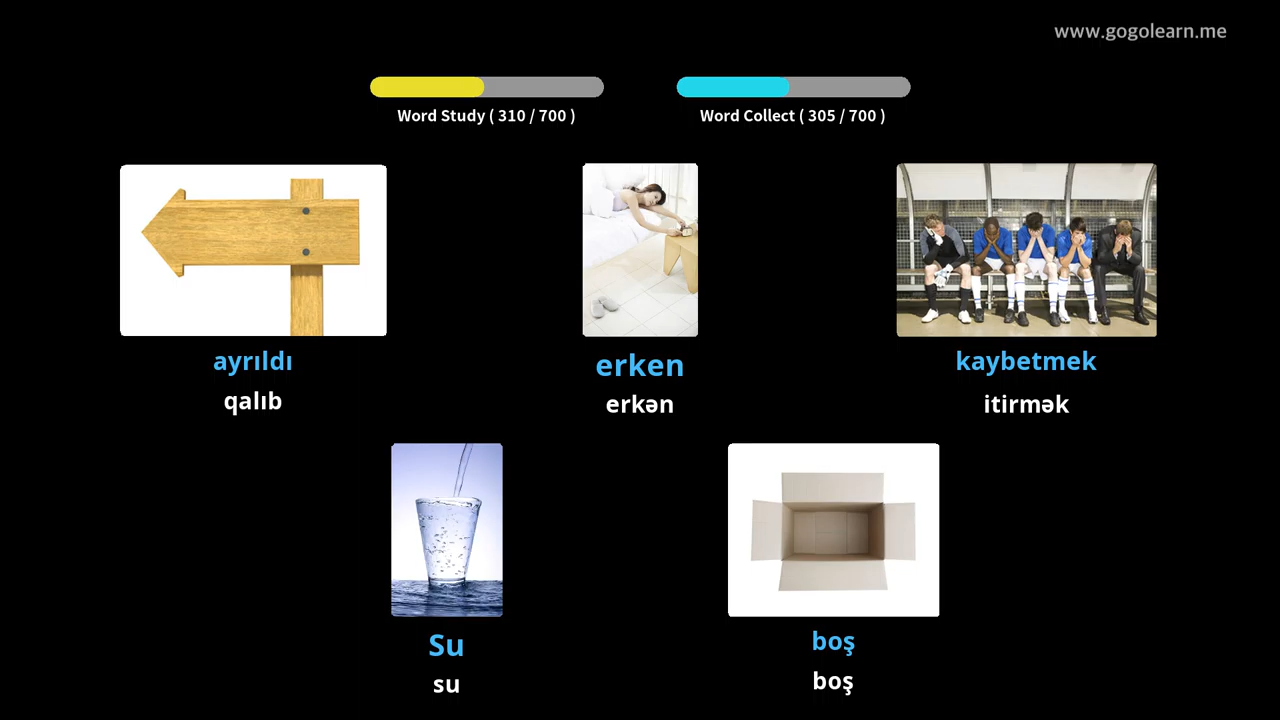 www.gogolearn.me
Word Study ( 310 / 700 )
Word Collect ( 305 / 700 )
ayrıldı
qalıb
erken
erkən
kaybetmek
itirmək
Su
su
boş
boş